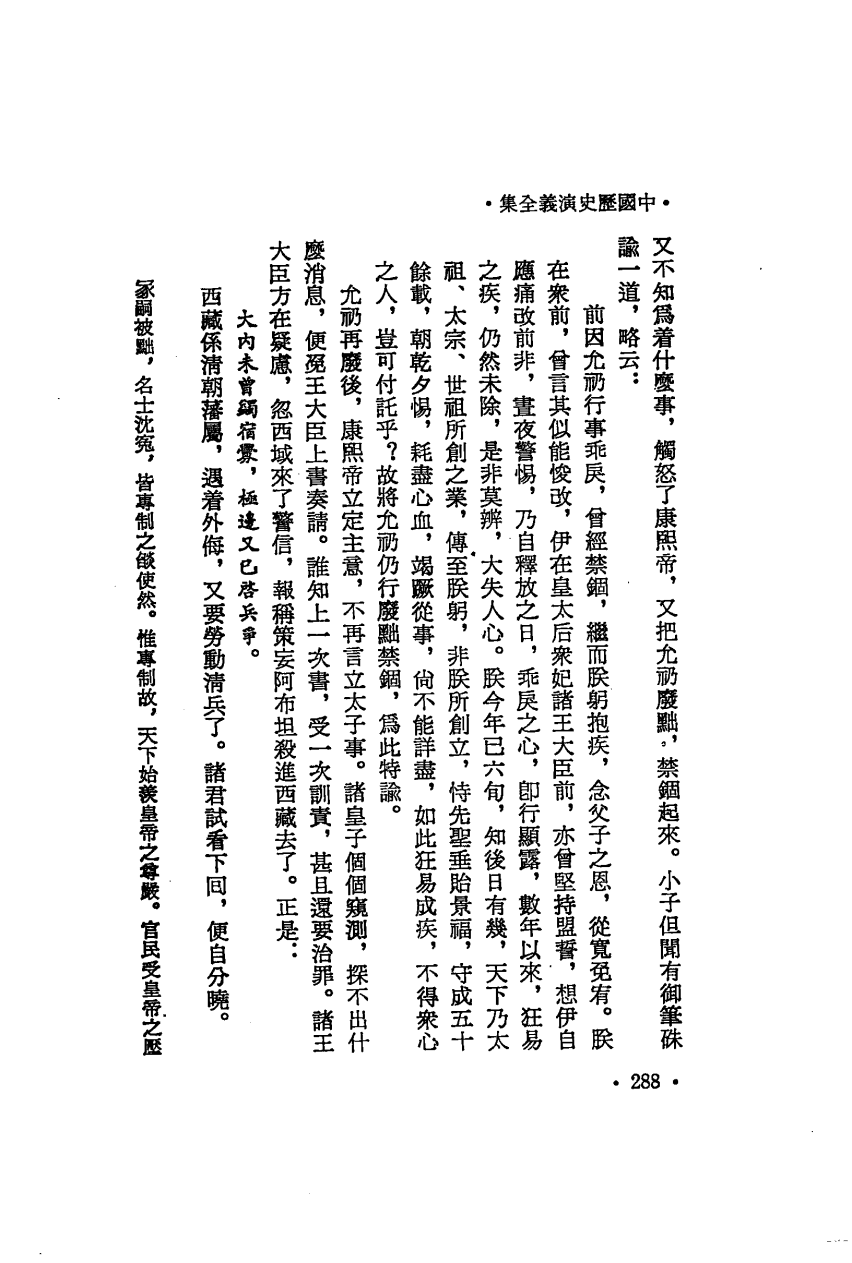 •中國歷史演義全集•
又不知爲着什麼事，觸怒了康熙帝，又把允礽廢黜，禁錮起來。小子但聞有御筆硃
諭一道，略云：
前因允礽行事乖戾，曾經禁錮，繼而朕躬抱疾，念父子之恩，從寬免宥。朕
在衆前，曾言其似能悛改，伊在皇太后衆妃諸王大臣前，亦曾堅持盟誓，想伊自
應痛改前非，晝夜警惕，乃自釋放之日，乖戾之心，即行顯露，數年以來，狂易
之疾，仍然未除，是非莫辨，大失人心。朕今年已六旬，知後日有幾，天下乃太
祖、太宗、世祖所創之業，傳至朕躬，非朕所創立，恃先聖垂貽景福，守成五十
餘載，朝乾夕惕，耗盡心血，竭蹶從事，尙不能詳盡，如此狂易成疾，不得衆心
之人，豈可付託乎？故將允礽仍行廢黜禁錮，爲此特諭。
允礽再廢後，康熙帝立定主意，不再言立太子事。諸皇子個個窺測，探不出什
麼消息，便冤王大臣上書奏請。誰知上一次書，受一次訓責，甚且還要治罪。諸王
大臣方在疑慮，忽西域來了警信，報稱策妄阿布坦殺進西藏去了。正是：
大內未曾蠲宿釁，極邊又已啓兵爭。
西藏係清朝藩屬，遇着外侮，又要勞動清兵了。諸君試看下回，便自分曉。
冢嗣被黜，名士沈冤，皆專制之餤使然。惟專制故，天下始羨皇帝之尊嚴。官民受皇帝之壓
•288•